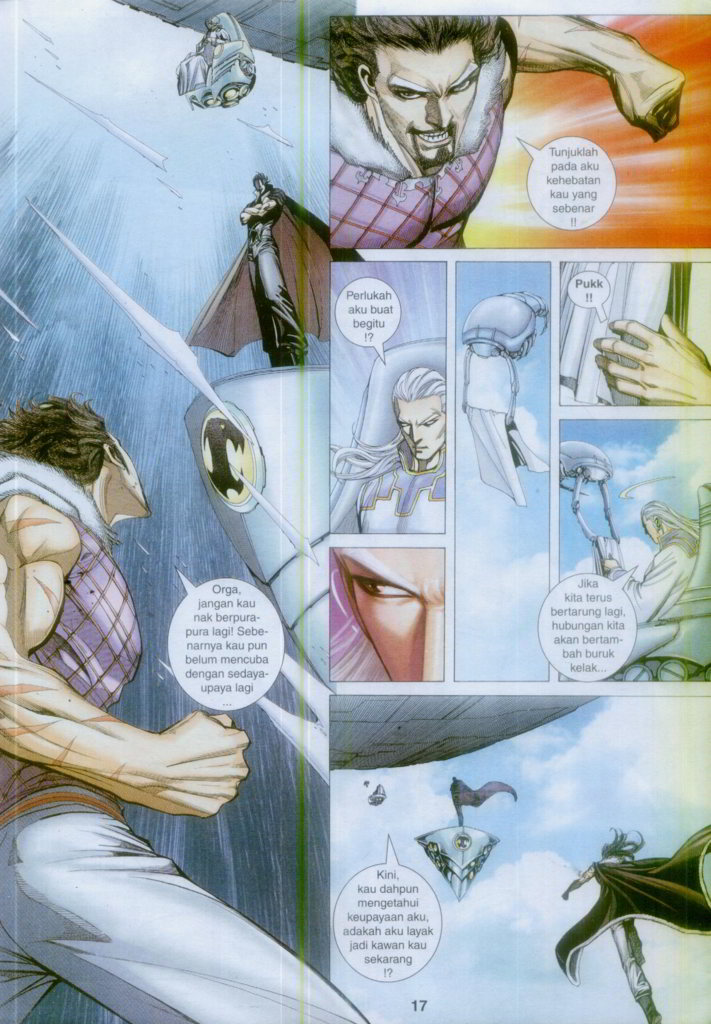 Orga,
jangan kau
nak berpura-
pura lagi! Sebe-
narnya kau pun
belum mencuba
dengan sedaya-
upaya lagi
...
Tunjuklah
pada aku
kehebatan
kau yang
sebenar
!!
Perlukah
aku buat
begitu
!?
Pukk
!!
Jika
kita terus
bertarung lagi,
hubungan kita
akan bertam-
bah buruk
kelak...
Kini,
kau dahpun
mengetahui
keupayaan aku,
adakah aku layak
jadi kawan kau
sekarang
!?
17